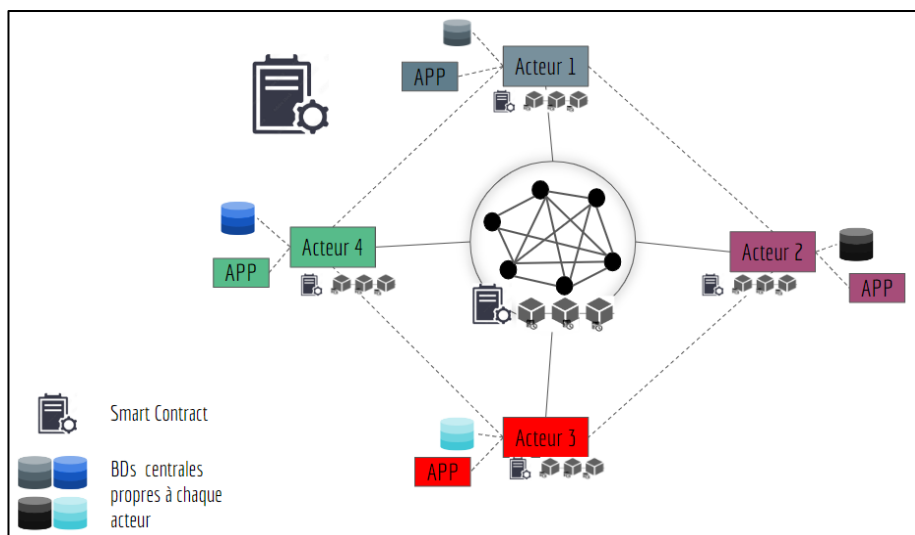 Acteur 1
APP
Acteur 4
APP
Acteur 2
APP
Acteur 3
APP
Smart Contract
BDs centrales
propres à chaque
acteur